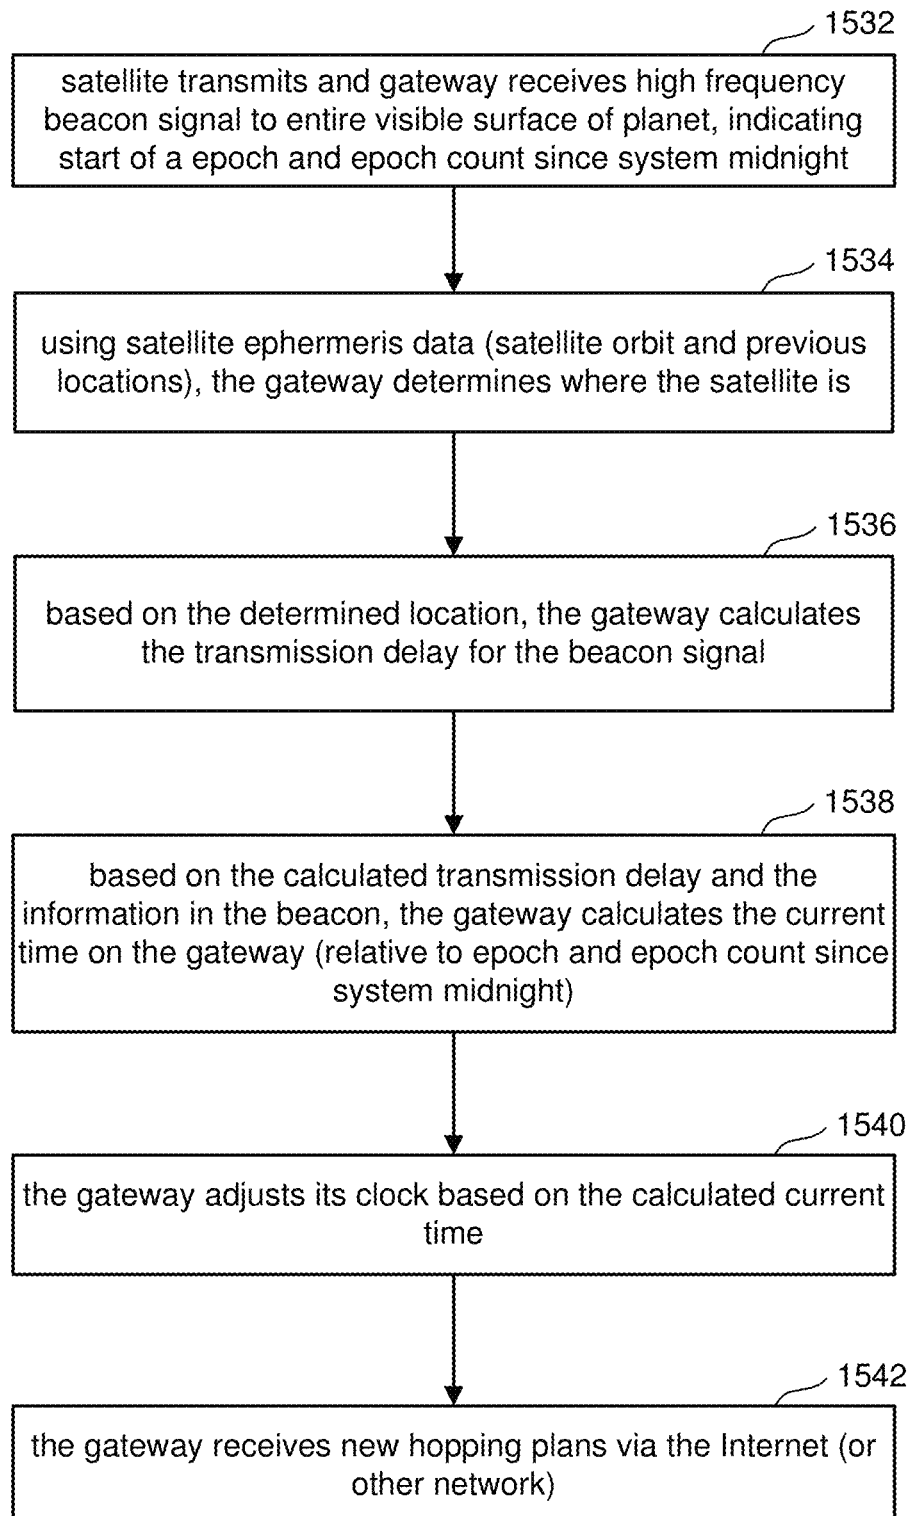 1532
satellite transmits and gateway receives high frequency
beacon signal to entire visible surface of planet, indicating
start of a epoch and epoch count since system midnight
1534
using satellite ephermeris data (satellite orbit and previous
locations), the gateway determines where the satellite is
1536
based on the determined location, the gateway calculates
the transmission delay for the beacon signal
1538
based on the calculated transmission delay and the
information in the beacon, the gateway calculates the current
time on the gateway (relative to epoch and epoch count since
system midnight)
1540
the gateway adjusts its clock based on the calculated current
time
1542
the gateway receives new hopping plans via the Internet (or
other network)